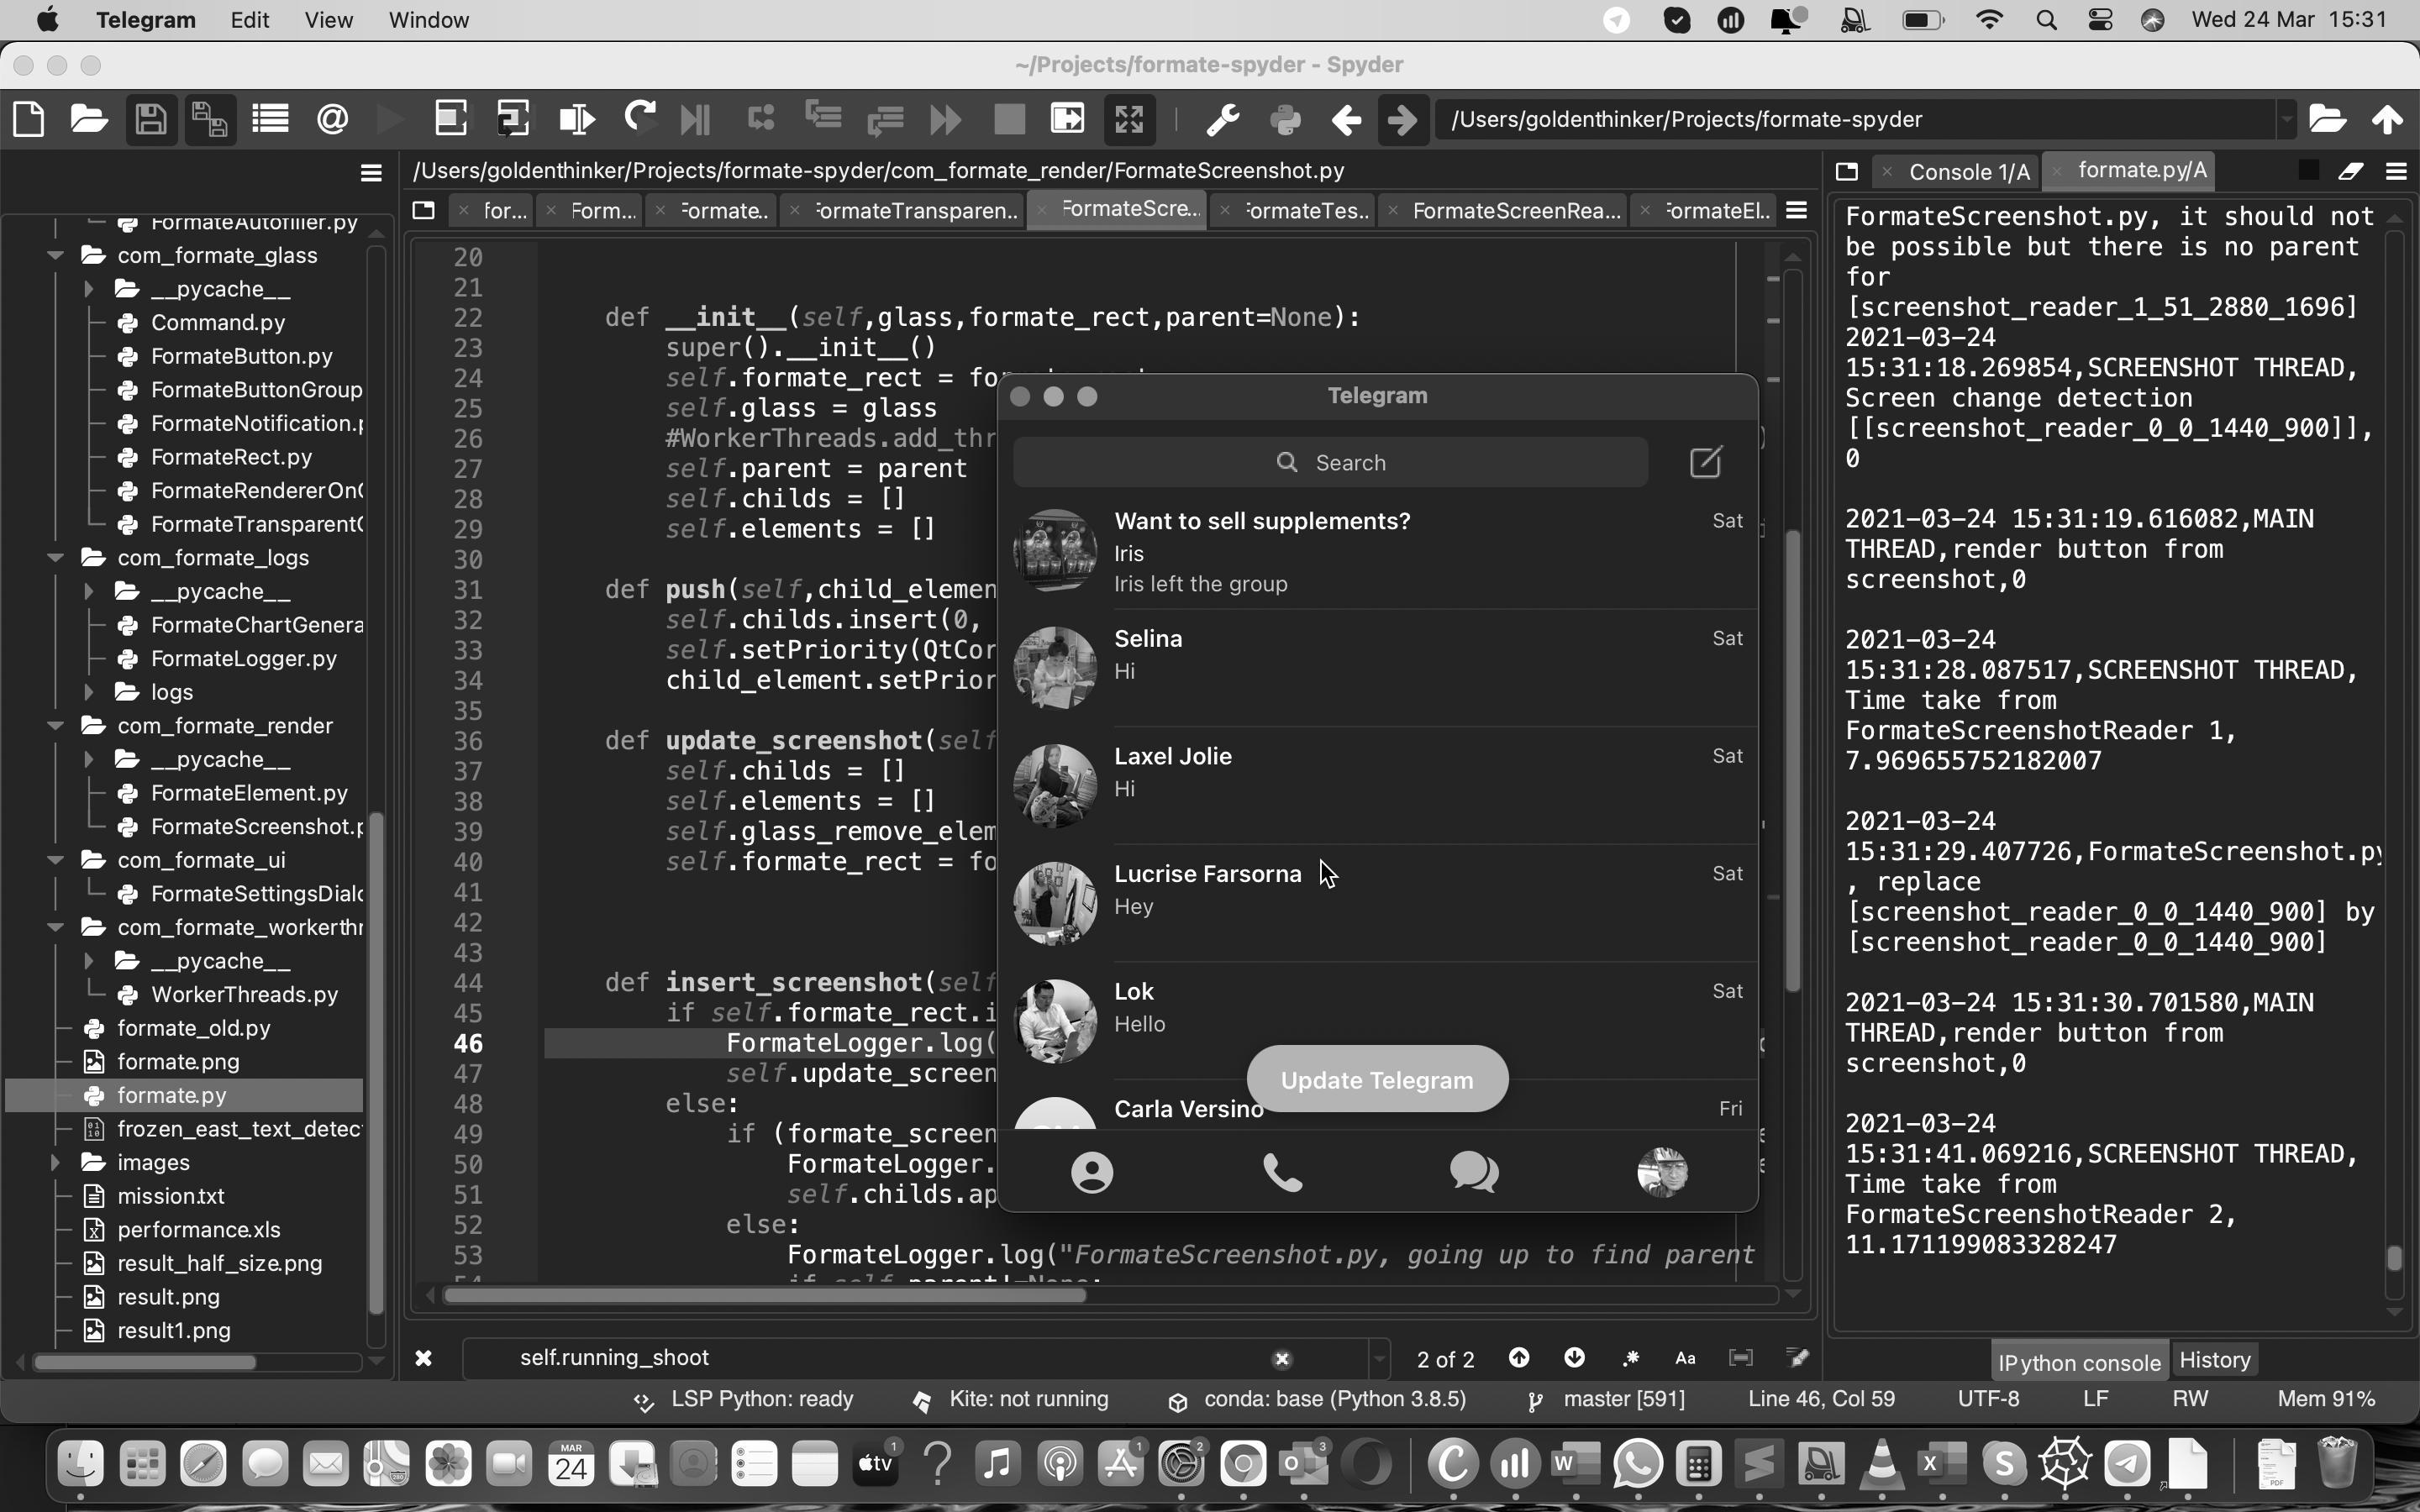 Telegram Edit View Window
Wed 24 Mar 15:31
~/Projects/formate-spyder - Spyder
/Users/goldenthinker/Projects/formate-spyder
/Users/goldenthinker/Projects/formate-spyder/com_formate_render/FormateScreenshot.py
Console 1/A
formate.py/A
for...
Form...
Formate..
ormateTransparen..
FormateScre..
ormateTes..
FormateScreenRea...
ormateEl..
FormateAutofiller.py
com_formate_glass
__pycache__
Command.py
FormateButton.py
FormateButtonGroup
FormateNotification.p
FormateRect.py
FormateRendererOn
FormateTransparent
com_formate_logs
__pycache__
FormateChartGenera
FormateLogger.py
logs
com_formate_render
__pycache__
FormateElement.py
FormateScreenshot.p
com_formate_ui
FormateSettingsDialo
com_formate_workerthr
__pycache__
WorkerThreads.py
formate_old.py
formate.png
formate.py
frozen_east_text_detec
images
mission.txt
performance.xls
result_half_size.png
result.png
result1.png
20
21
22 def __init__(self,glass,formate_rect,parent=None):
23 super().__init__()
24 self.formate_rect = fo
25 self.glass = glass
26 #WorkerThreads.add_thr
27 self.parent = parent
28 self.childs = []
29 self.elements = []
30
31 def push(self,child_elemen
32 self.childs.insert(0,
33 self.setPriority(QtCor
34 child_element.setPrior
35
36 def update_screenshot(self
37 self.childs = []
38 self.elements = []
39 self.glass_remove_elem
40 self.formate_rect = fo
41
42
43
44 def insert_screenshot(self
45 if self.formate_rect.i
46 FormateLogger.log(
47 self.update_screen
48 else:
49 if (formate_screen
50 FormateLogger.
51 self.childs.ap
52 else:
53 FormateLogger.log("FormateScreenshot.py, going up to find parent
54 if self.parent!=None:
Telegram
Search
Want to sell supplements? Sat
Iris
Iris left the group
Selina Sat
Hi
Laxel Jolie Sat
Hi
Lucrise Farsorna Sat
Hey
Lok Sat
Hello
Update Telegram
Carla Versino Fri
FormateScreenshot.py, it should not
be possible but there is no parent
for
[screenshot_reader_1_51_2880_1696]
2021-03-24
15:31:18.269854,SCREENSHOT THREAD,
Screen change detection
[[screenshot_reader_0_0_1440_900]],
0
2021-03-24 15:31:19.616082,MAIN
THREAD,render button from
screenshot,0
2021-03-24
15:31:28.087517,SCREENSHOT THREAD,
Time take from
FormateScreenshotReader 1,
7.969655752182007
2021-03-24
15:31:29.407726,FormateScreenshot.py
, replace
[screenshot_reader_0_0_1440_900] by
[screenshot_reader_0_0_1440_900]
2021-03-24 15:31:30.701580,MAIN
THREAD,render button from
screenshot,0
2021-03-24
15:31:41.069216,SCREENSHOT THREAD,
Time take from
FormateScreenshotReader 2,
11.171199083328247
self.running_shoot
2 of 2
Aa
IPython console
History
LSP Python: ready
Kite: not running
conda: base (Python 3.8.5)
master [591]
Line 46, Col 59
UTF-8
LF
RW
Mem 91%
MAR
24
tv
1
1
2
3
PDF